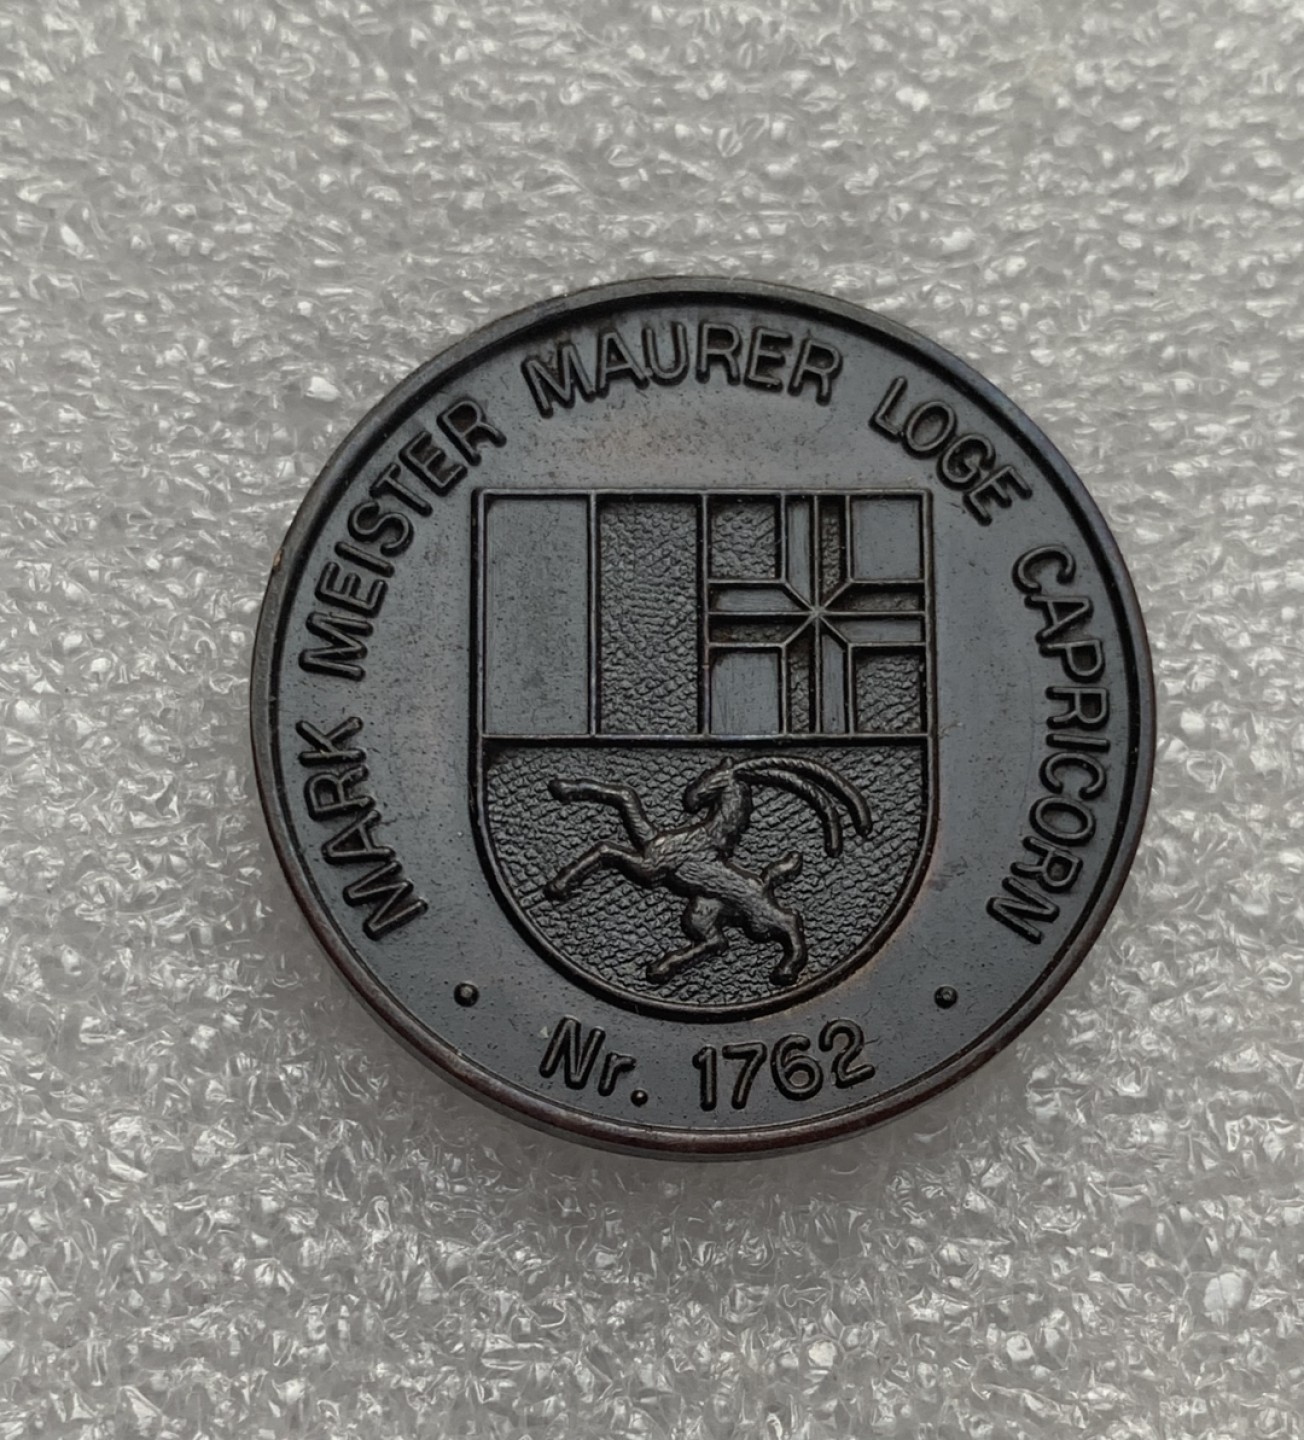 MARK MEISTER MAURER LOGE CAPRICORN
Nr. 1762